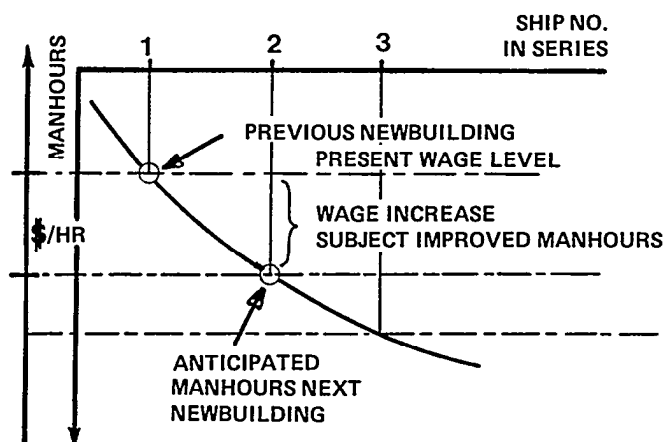 SHIP NO.
IN SERIES
1 2 3
MANHOURS
PREVIOUS NEWBUILDING
PRESENT WAGE LEVEL
$/HR
WAGE INCREASE
SUBJECT IMPROVED MANHOURS
ANTICIPATED
MANHOURS NEXT
NEWBUILDING